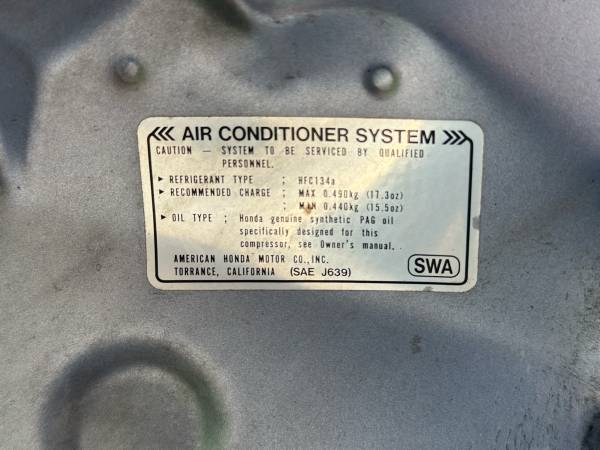 <<< AIR CONDITIONER SYSTEM >>>
CAUTION – SYSTEM TO BE SERVICED BY QUALIFIED
PERSONNEL.
▸ REFRIGERANT TYPE ; HFC134a
▸ RECOMMENDED CHARGE ; MAX 0.490kg (17.3oz)
; MIN 0.440kg (15.5oz)
▸ OIL TYPE ; Honda genuine synthetic PAG oil
specifically designed for this
compressor, see Owner's manual.
AMERICAN HONDA MOTOR CO., INC.
TORRANCE, CALIFORNIA (SAE J639)
SWA